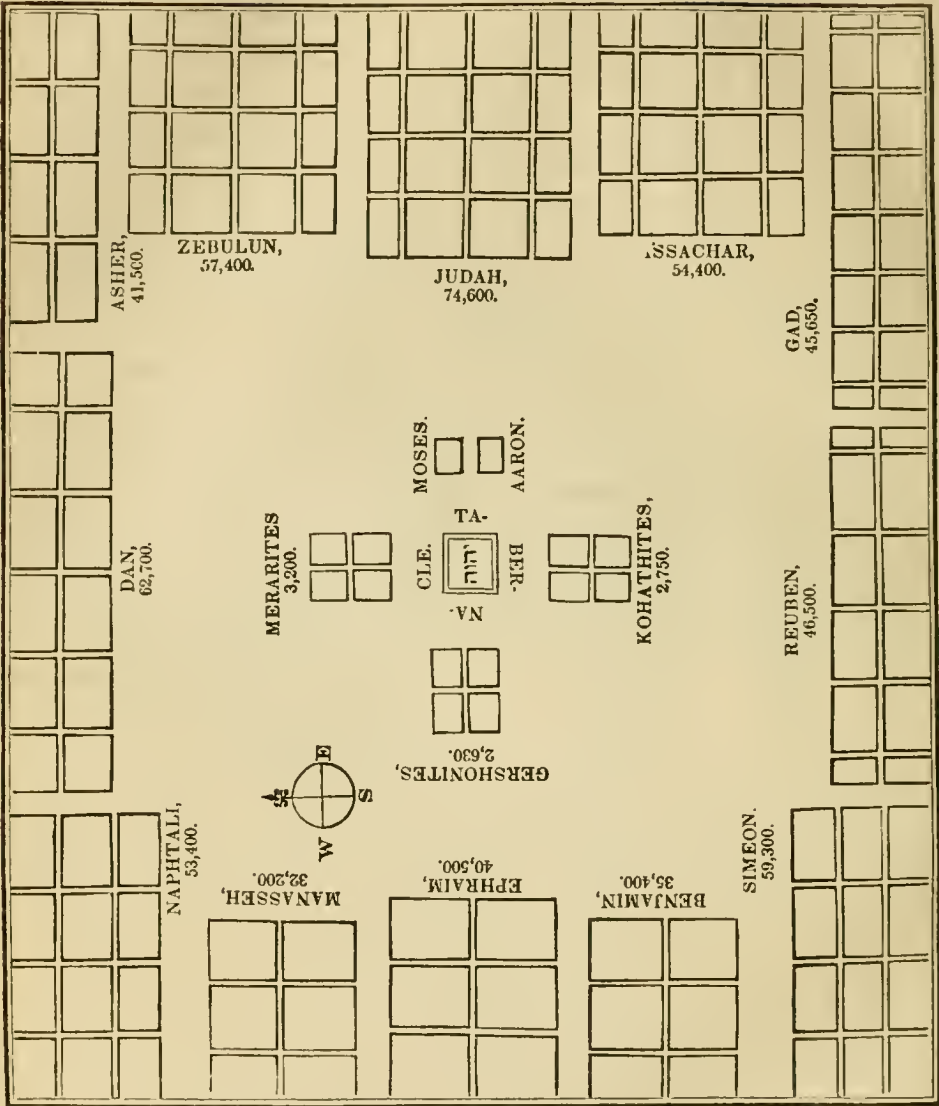 ZEBULUN,
57,400.
JUDAH,
74,600.
ISSACHAR,
54,400.
ASHER,
41,500.
GAD,
45,650.
MOSES.
AARON.
TA-
BER-
NA-
CLE.
יהוה
MERARITES
3,200.
KOHATHITES,
2,750.
DAN,
62,700.
REUBEN,
46,500.
GERSHONITES,
2,630.
E
S
W
NAPHTALI,
53,400.
MANASSEH,
32,200.
EPHRAIM,
40,500.
BENJAMIN,
35,400.
SIMEON.
59,300.